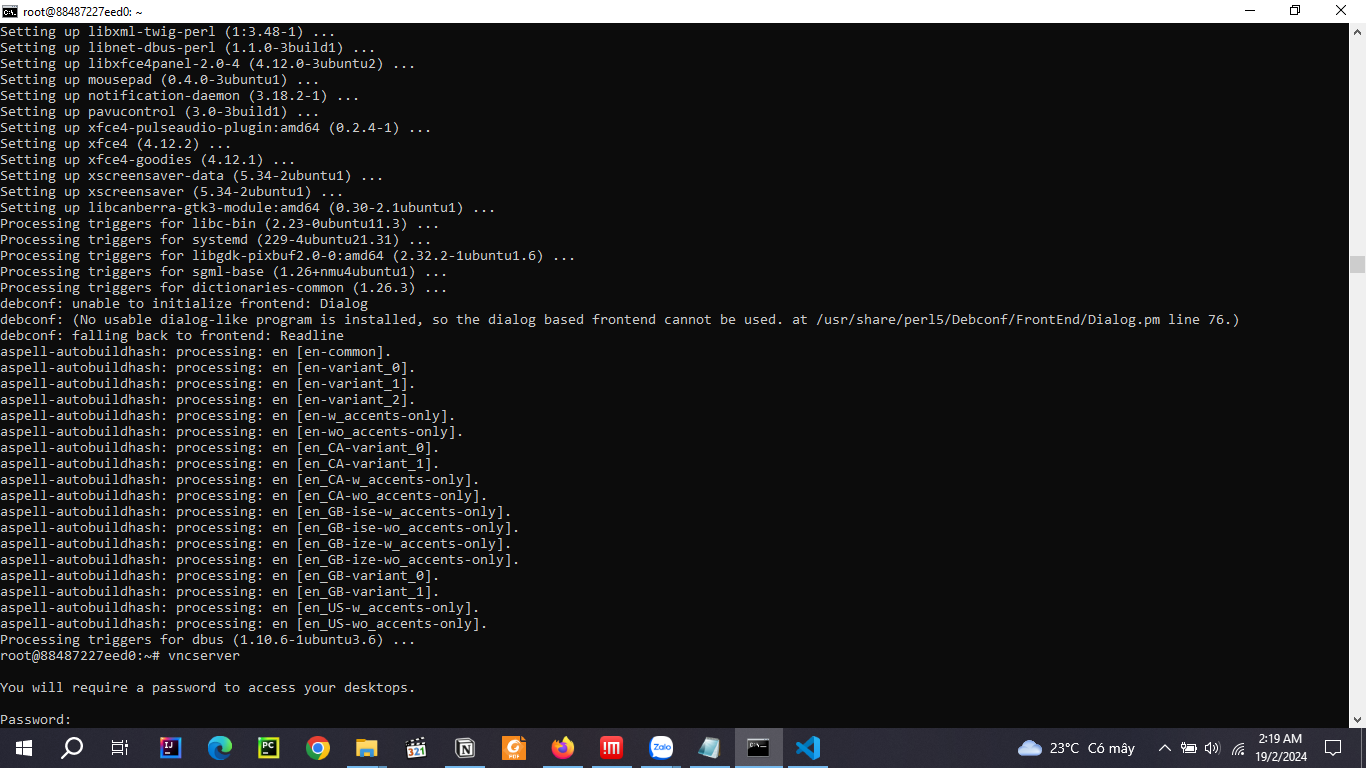 root@88487227eed0: ~
Setting up libxml-twig-perl (1:3.48-1) ...
Setting up libnet-dbus-perl (1.1.0-3build1) ...
Setting up libxfce4panel-2.0-4 (4.12.0-3ubuntu2) ...
Setting up mousepad (0.4.0-3ubuntu1) ...
Setting up notification-daemon (3.18.2-1) ...
Setting up pavucontrol (3.0-3build1) ...
Setting up xfce4-pulseaudio-plugin:amd64 (0.2.4-1) ...
Setting up xfce4 (4.12.2) ...
Setting up xfce4-goodies (4.12.1) ...
Setting up xscreensaver-data (5.34-2ubuntu1) ...
Setting up xscreensaver (5.34-2ubuntu1) ...
Setting up libcanberra-gtk3-module:amd64 (0.30-2.1ubuntu1) ...
Processing triggers for libc-bin (2.23-0ubuntu11.3) ...
Processing triggers for systemd (229-4ubuntu21.31) ...
Processing triggers for libgdk-pixbuf2.0-0:amd64 (2.32.2-1ubuntu1.6) ...
Processing triggers for sgml-base (1.26+nmu4ubuntu1) ...
Processing triggers for dictionaries-common (1.26.3) ...
debconf: unable to initialize frontend: Dialog
debconf: (No usable dialog-like program is installed, so the dialog based frontend cannot be used. at /usr/share/perl5/Debconf/FrontEnd/Dialog.pm line 76.)
debconf: falling back to frontend: Readline
aspell-autobuildhash: processing: en [en-common].
aspell-autobuildhash: processing: en [en-variant_0].
aspell-autobuildhash: processing: en [en-variant_1].
aspell-autobuildhash: processing: en [en-variant_2].
aspell-autobuildhash: processing: en [en-w_accents-only].
aspell-autobuildhash: processing: en [en-wo_accents-only].
aspell-autobuildhash: processing: en [en_CA-variant_0].
aspell-autobuildhash: processing: en [en_CA-variant_1].
aspell-autobuildhash: processing: en [en_CA-w_accents-only].
aspell-autobuildhash: processing: en [en_CA-wo_accents-only].
aspell-autobuildhash: processing: en [en_GB-ise-w_accents-only].
aspell-autobuildhash: processing: en [en_GB-ise-wo_accents-only].
aspell-autobuildhash: processing: en [en_GB-ize-w_accents-only].
aspell-autobuildhash: processing: en [en_GB-ize-wo_accents-only].
aspell-autobuildhash: processing: en [en_GB-variant_0].
aspell-autobuildhash: processing: en [en_GB-variant_1].
aspell-autobuildhash: processing: en [en_US-w_accents-only].
aspell-autobuildhash: processing: en [en_US-wo_accents-only].
Processing triggers for dbus (1.10.6-1ubuntu3.6) ...
root@88487227eed0:~# vncserver
You will require a password to access your desktops.
Password:
IJ
PC
321
N
PDF
Zalo
23°C Có mây
2:19 AM
19/2/2024